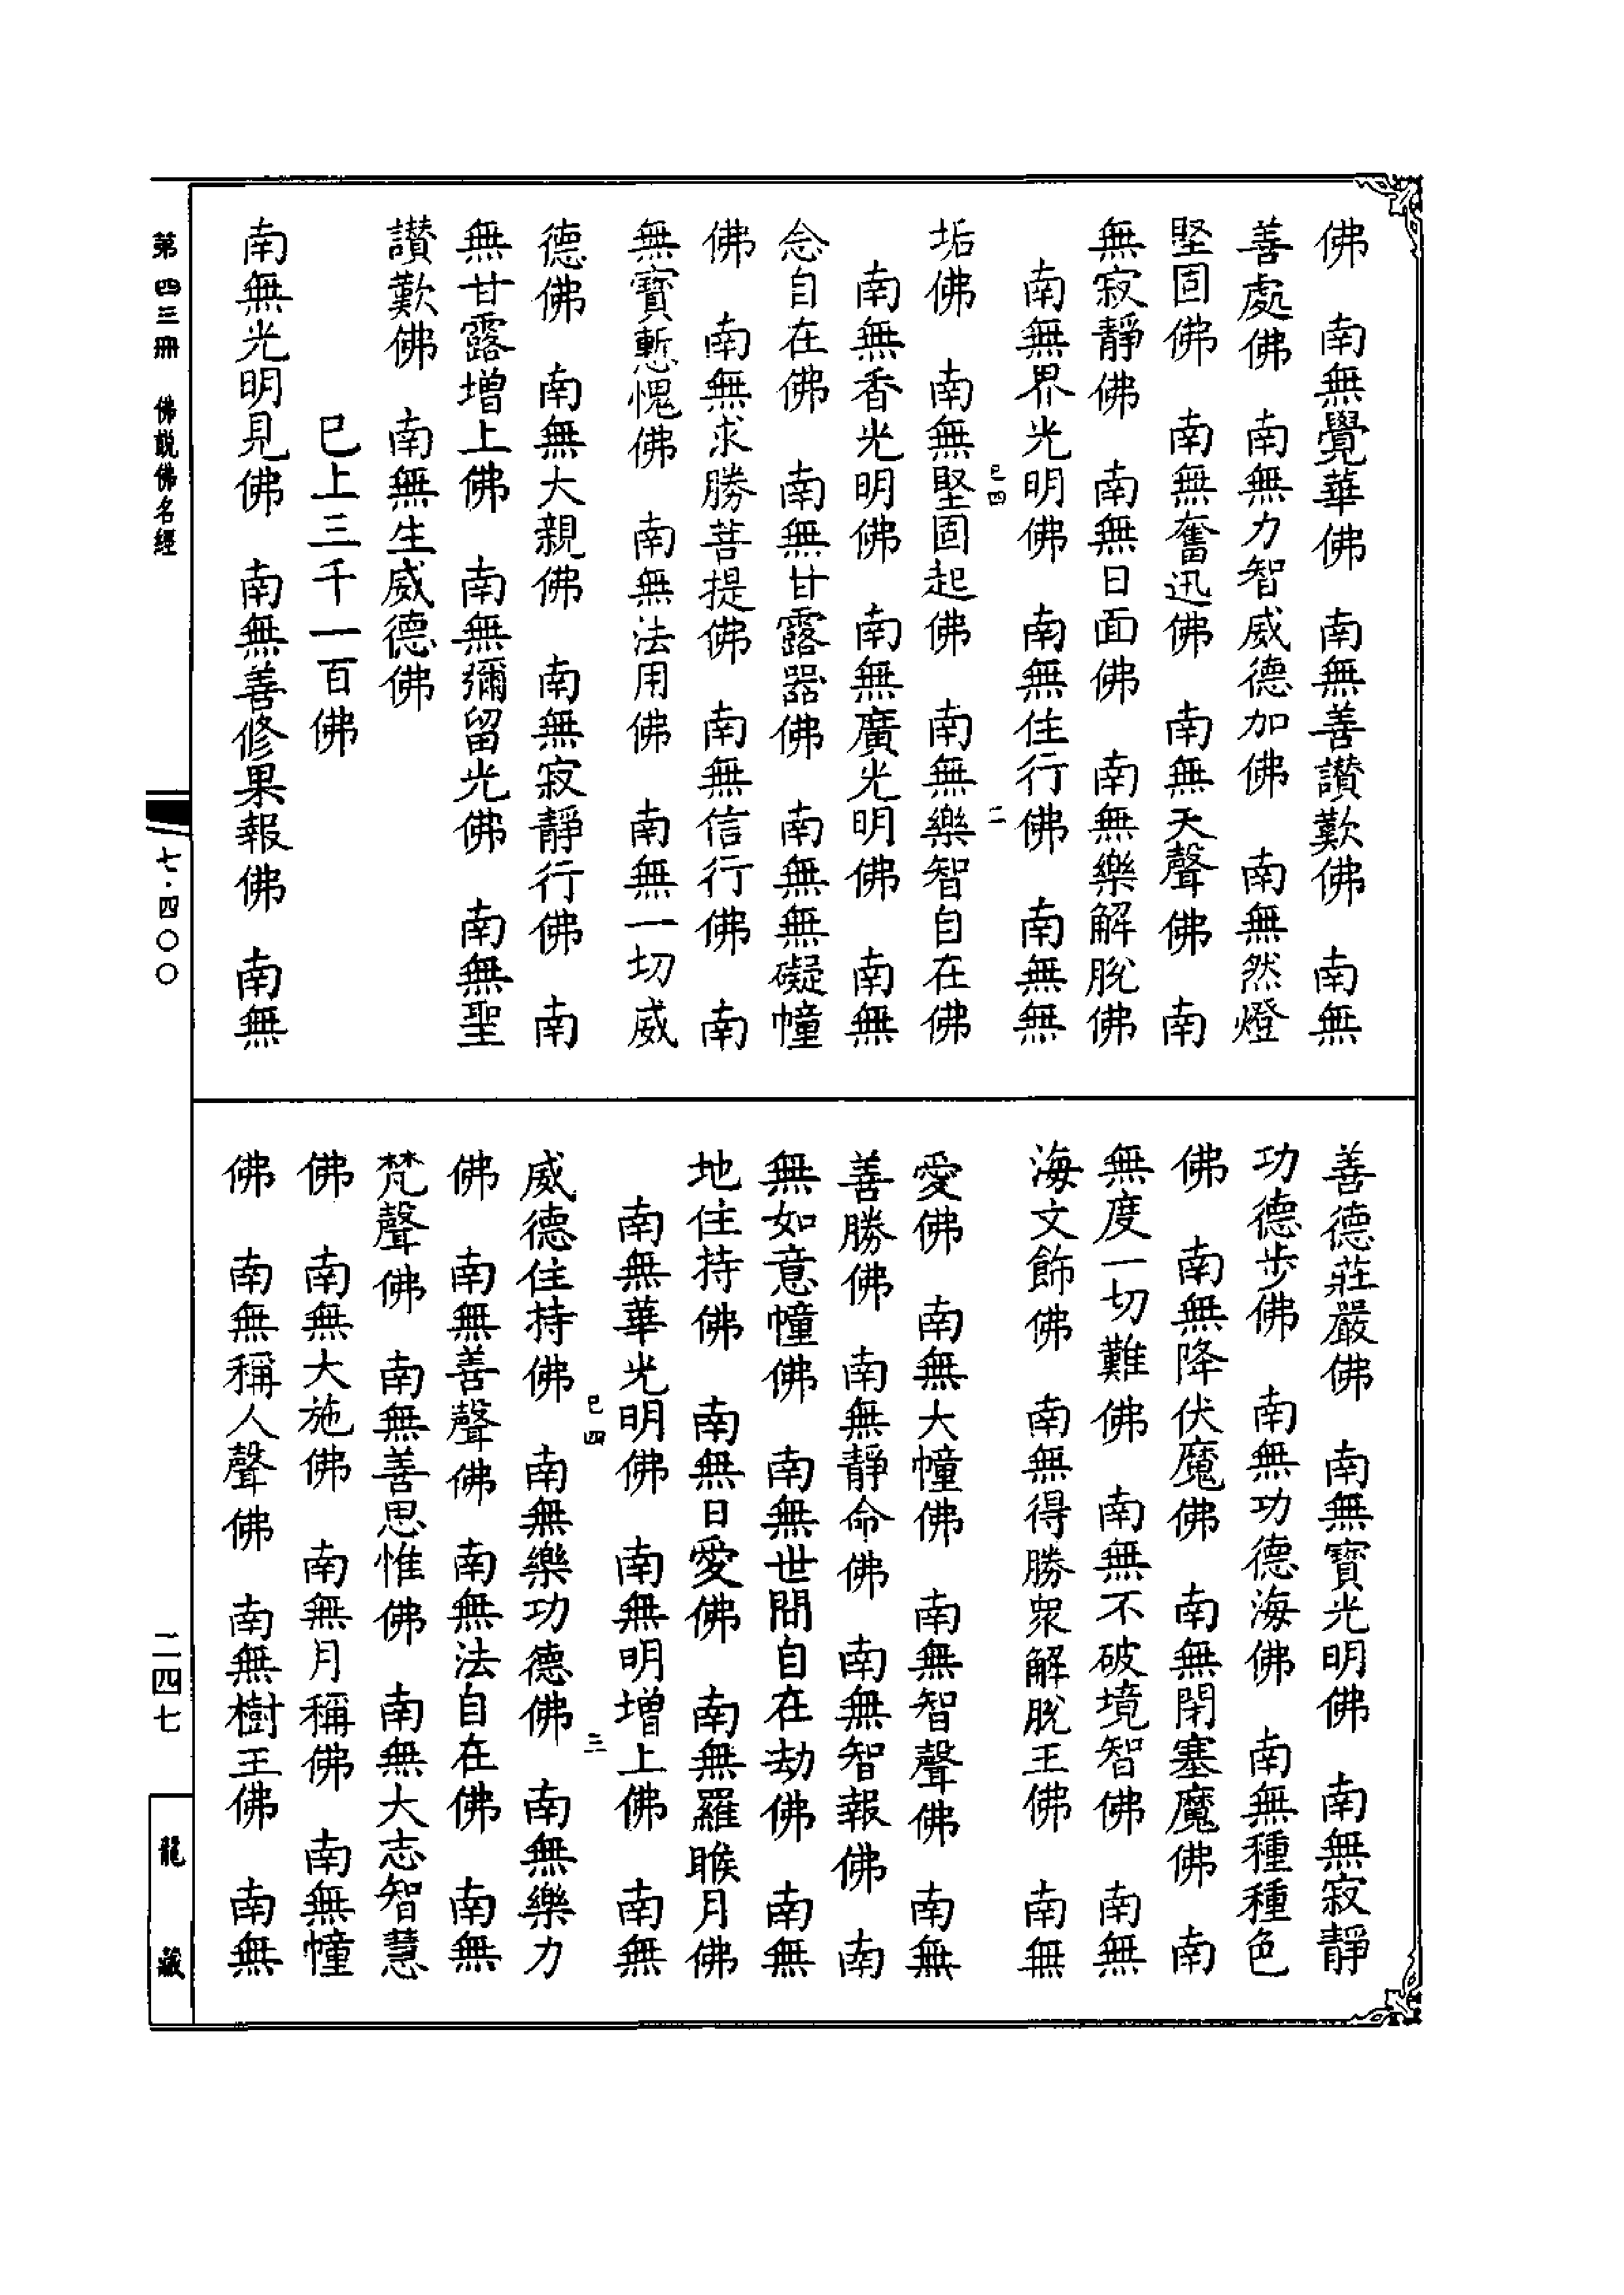 佛　南無覺華佛　南無善讃歎佛　南無
善處佛　南無力智威德加佛　南無然燈
堅固佛　南無奮迅佛　南無天聲佛　南
無寂靜佛　南無日面佛　南無樂解脫佛
南無界光明佛　南無住行佛　南無無
巳四　二
垢佛　南無堅固起佛　南無樂智自在佛
南無香光明佛　南無廣光明佛　南無
念自在佛　南無甘露器佛　南無無礙幢
佛　南無求勝菩提佛　南無信行佛　南
無寶慙愧佛　南無法用佛　南無一切威
德佛　南無大親佛　南無寂靜行佛　南
無甘露增上佛　南無彌留光佛　南無聖
讃歎佛　南無生威德佛
巳上三千一百佛
南無光明見佛　南無善修果報佛　南無
善德莊嚴佛　南無寶光明佛　南無寂靜
功德步佛　南無功德海佛　南無種種色
佛　南無降伏魔佛　南無閉塞魔佛　南
無度一切難佛　南無不破境智佛　南無
海文飾佛　南無得勝衆解脫王佛　南無
愛佛　南無大幢佛　南無智聲佛　南無
善勝佛　南無靜命佛　南無智報佛　南
無如意幢佛　南無世間自在劫佛　南無
地住持佛　南無日愛佛　南無羅睺月佛
南無華光明佛　南無明增上佛　南無
巳四　三
威德住持佛　南無樂功德佛　南無樂力
佛　南無善聲佛　南無法自在佛　南無
梵聲佛　南無善思惟佛　南無大志智慧
佛　南無大施佛　南無月稱佛　南無幢
佛　南無稱人聲佛　南無樹王佛　南無
第四三冊　佛説佛名經
七·四〇〇
二四七
龍藏